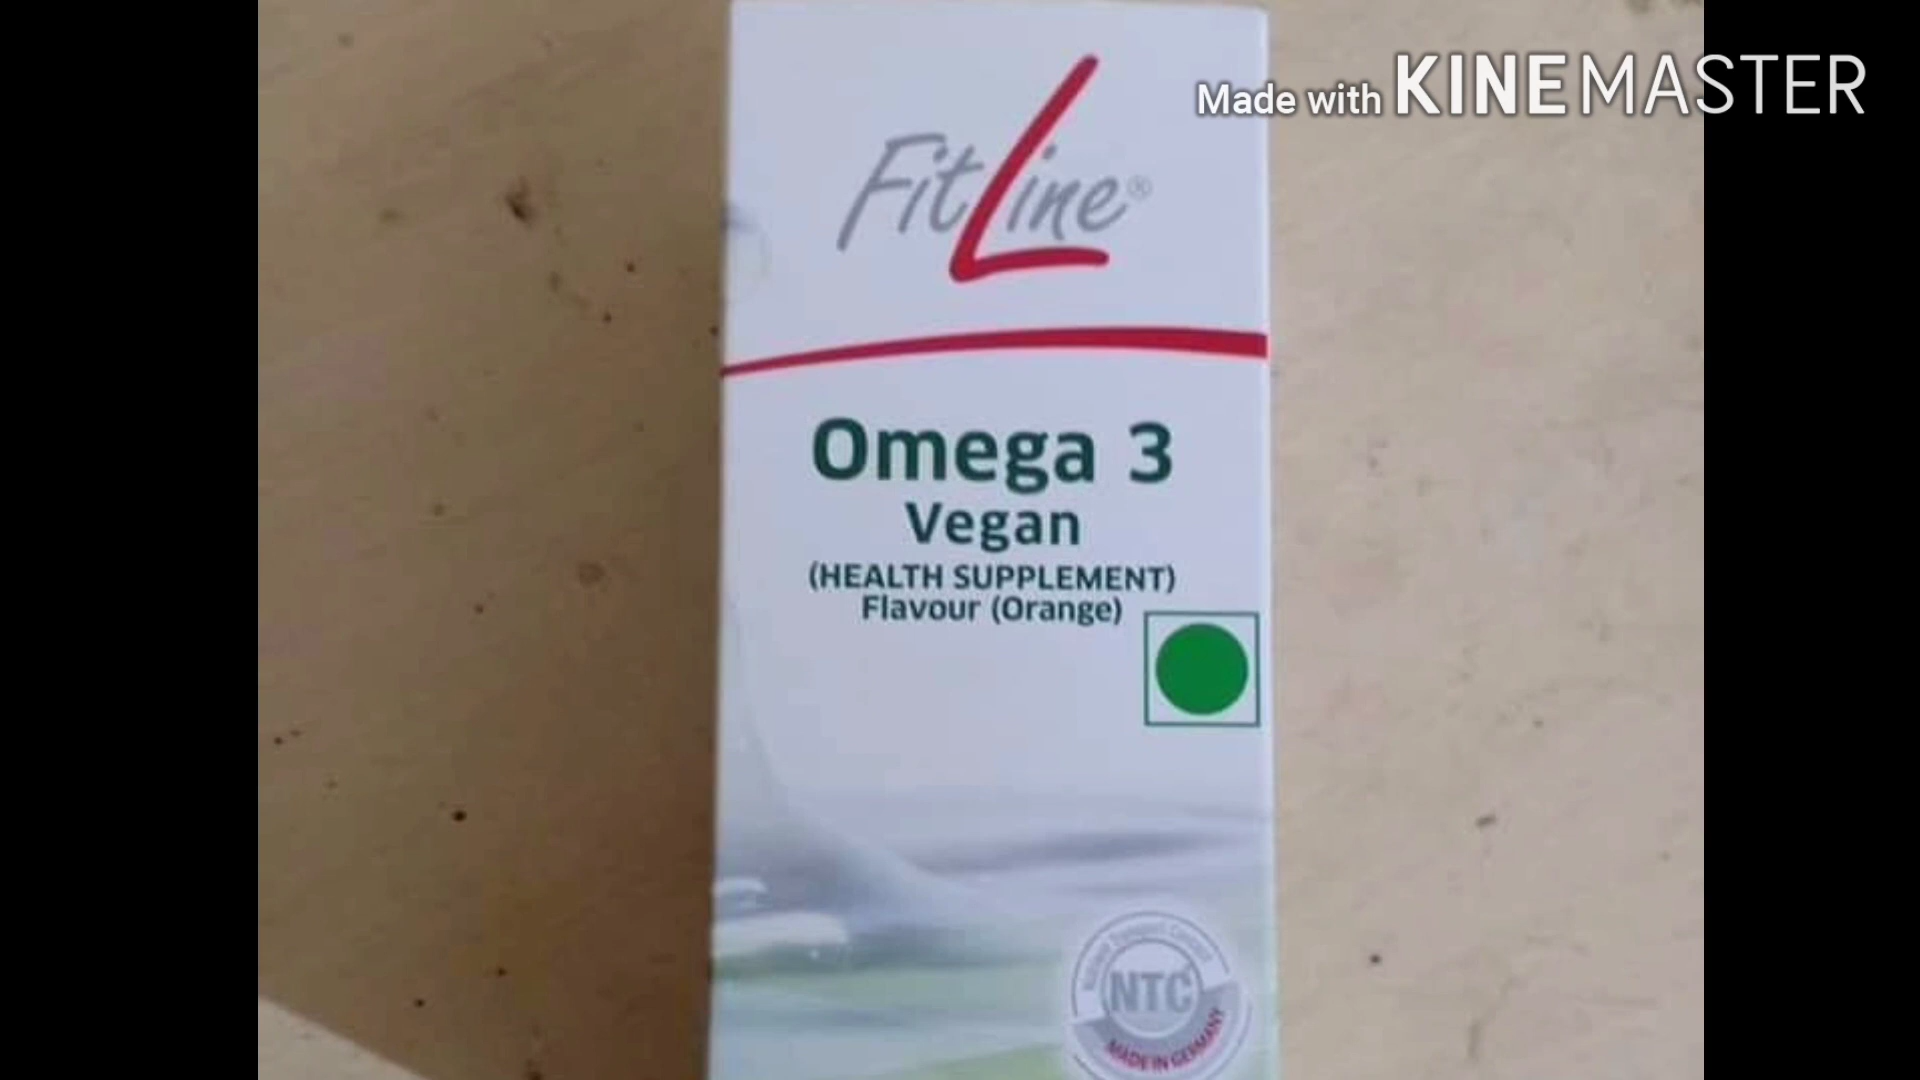 Made with KINEMASTER
FitLine®
Omega 3
Vegan
(HEALTH SUPPLEMENT)
Flavour (Orange)
NTC
MADE IN GERMANY